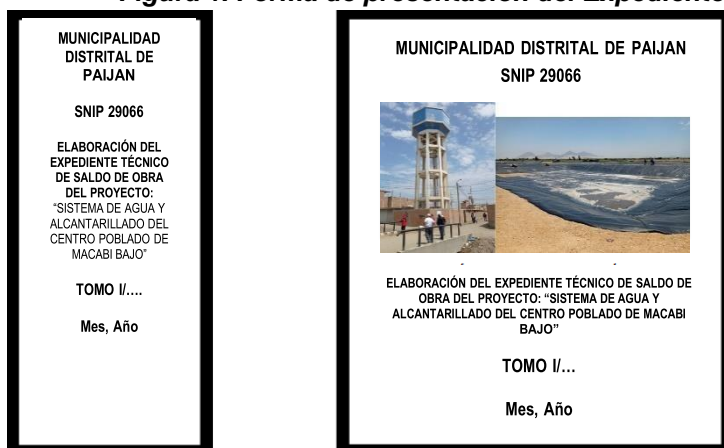 Figura 1. Forma de presentación del Expediente
MUNICIPALIDAD
DISTRITAL DE
PAIJAN
SNIP 29066
ELABORACIÓN DEL
EXPEDIENTE TÉCNICO
DE SALDO DE OBRA
DEL PROYECTO:
“SISTEMA DE AGUA Y
ALCANTARILLADO DEL
CENTRO POBLADO DE
MACABI BAJO”
TOMO I/....
Mes, Año
MUNICIPALIDAD DISTRITAL DE PAIJAN
SNIP 29066
ELABORACIÓN DEL EXPEDIENTE TÉCNICO DE SALDO DE
OBRA DEL PROYECTO: “SISTEMA DE AGUA Y
ALCANTARILLADO DEL CENTRO POBLADO DE MACABI
BAJO”
TOMO I/...
Mes, Año